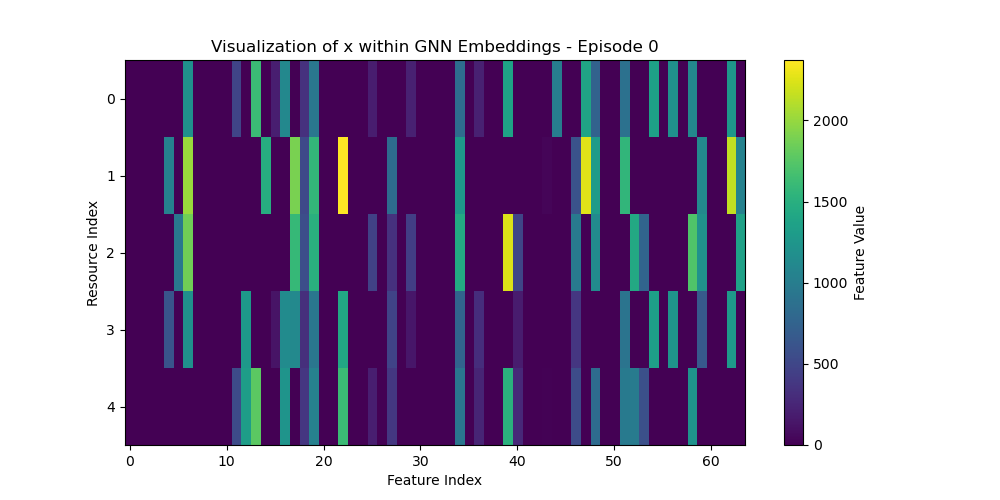 Visualization of x within GNN Embeddings - Episode 0
Resource Index
0
1
2
3
4
0 10 20 30 40 50 60
Feature Index
2000
1500
1000
500
0
Feature Value